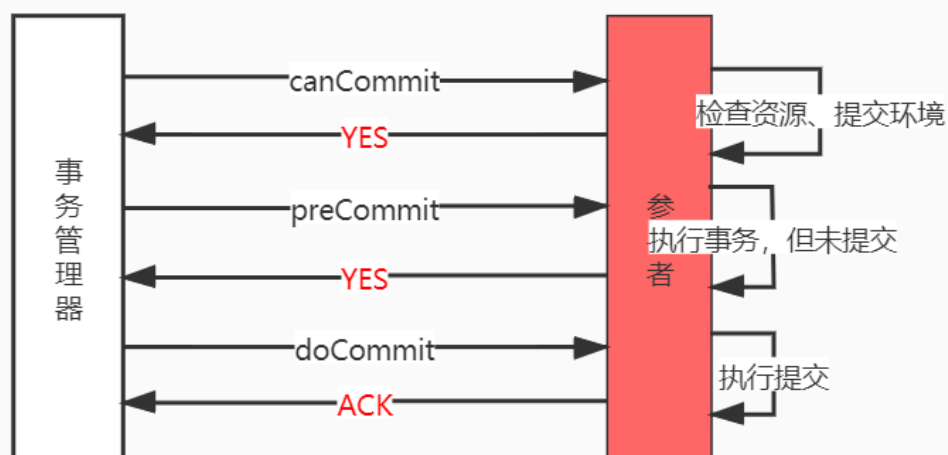 事务管理器
canCommit
YES
preCommit
YES
doCommit
ACK
参
者
检查资源、提交环境
执行事务，但未提交
执行提交